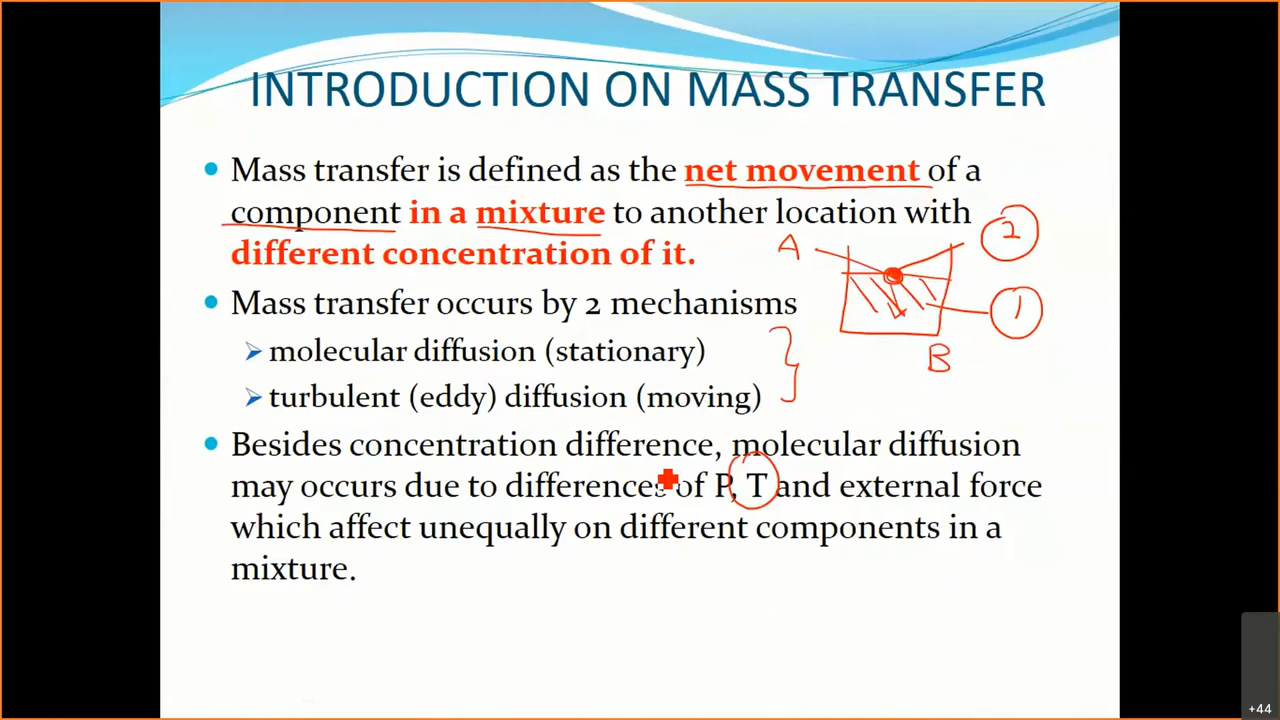 INTRODUCTION ON MASS TRANSFER
Mass transfer is defined as the net movement of a
component in a mixture to another location with
different concentration of it.
A
2
Mass transfer occurs by 2 mechanisms
1
molecular diffusion (stationary)
B
turbulent (eddy) diffusion (moving)
Besides concentration difference, molecular diffusion
may occurs due to differences of P, T and external force
which affect unequally on different components in a
mixture.
+44